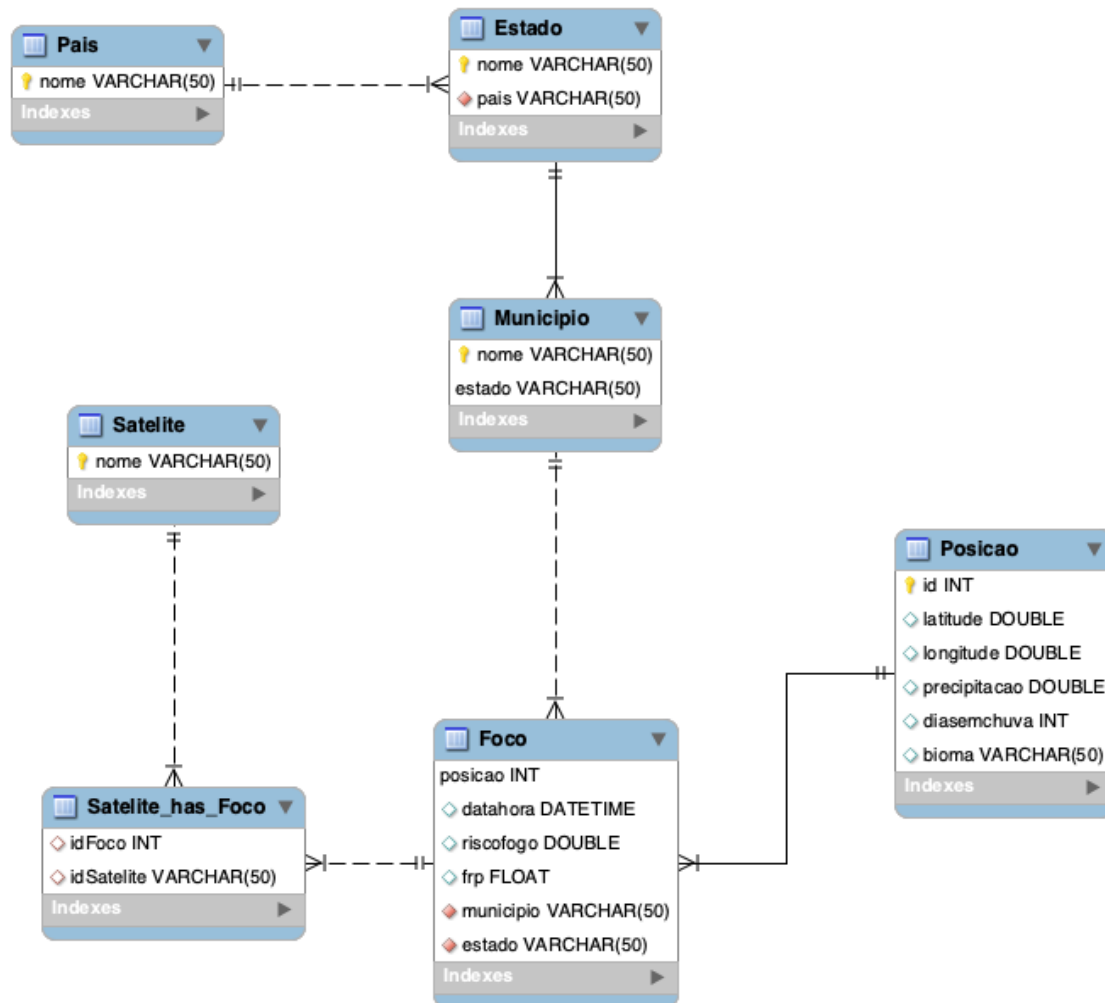 Pais
nome VARCHAR(50)
Indexes
Estado
nome VARCHAR(50)
pais VARCHAR(50)
Indexes
Municipio
nome VARCHAR(50)
estado VARCHAR(50)
Indexes
Satelite
nome VARCHAR(50)
Indexes
Posicao
id INT
latitude DOUBLE
longitude DOUBLE
precipitacao DOUBLE
diasemchuva INT
bioma VARCHAR(50)
Indexes
Foco
posicao INT
datahora DATETIME
riscofogo DOUBLE
frp FLOAT
municipio VARCHAR(50)
estado VARCHAR(50)
Indexes
Satelite_has_Foco
idFoco INT
idSatelite VARCHAR(50)
Indexes